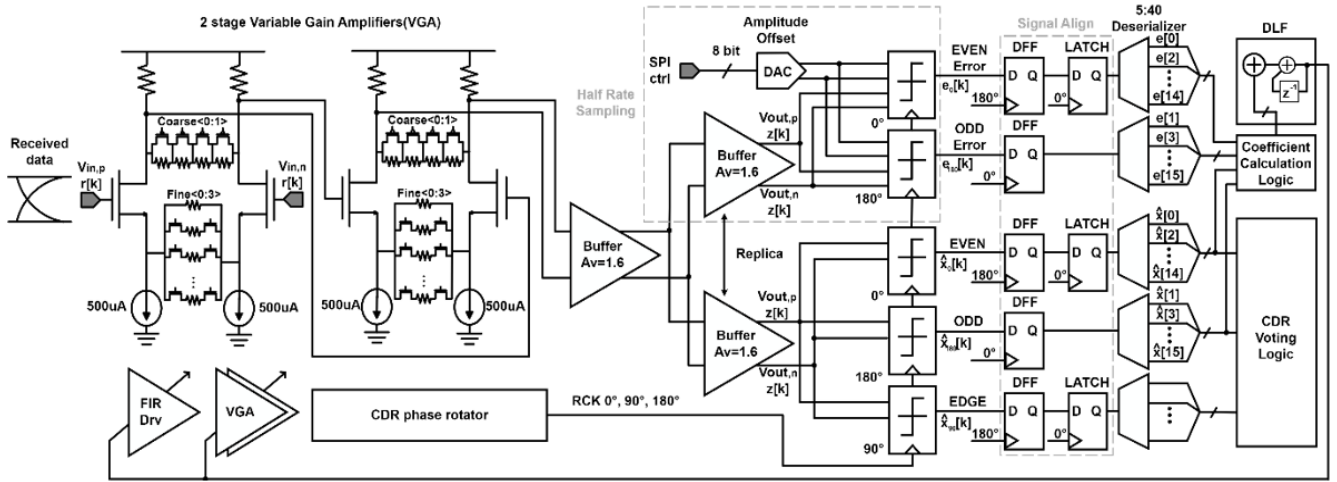 2 stage Variable Gain Amplifiers(VGA)
Received
data
Vin,p
r[k]
Coarse<0:1>
Fine<0:3>
Vin,n
r[k]
500uA
500uA
Coarse<0:1>
Fine<0:3>
500uA
500uA
Buffer
Av=1.6
Half Rate
Sampling
SPI
ctrl
8 bit
Amplitude
Offset
DAC
Buffer
Av=1.6
Vout,p
z[k]
Vout,n
z[k]
0°
180°
Replica
Buffer
Av=1.6
Vout,p
z[k]
Vout,n
z[k]
0°
180°
90°
EVEN
Error
e₀[k]
ODD
Error
e₁₈₀[k]
EVEN
x̂₀[k]
ODD
x̂₁₈₀[k]
EDGE
x̂₉₀[k]
Signal Align
DFF
LATCH
D Q
D Q
180°
0°
DFF
D Q
0°
DFF
LATCH
D Q
D Q
180°
0°
DFF
D Q
0°
DFF
LATCH
D Q
D Q
180°
0°
5:40
Deserializer
e[0]
e[2]
e[14]
e[1]
e[3]
e[15]
x̂[0]
x̂[2]
x̂[14]
x̂[1]
x̂[3]
x̂[15]
DLF
z⁻¹
Coefficient
Calculation
Logic
CDR
Voting
Logic
FIR
Drv
VGA
CDR phase rotator
RCK 0°, 90°, 180°